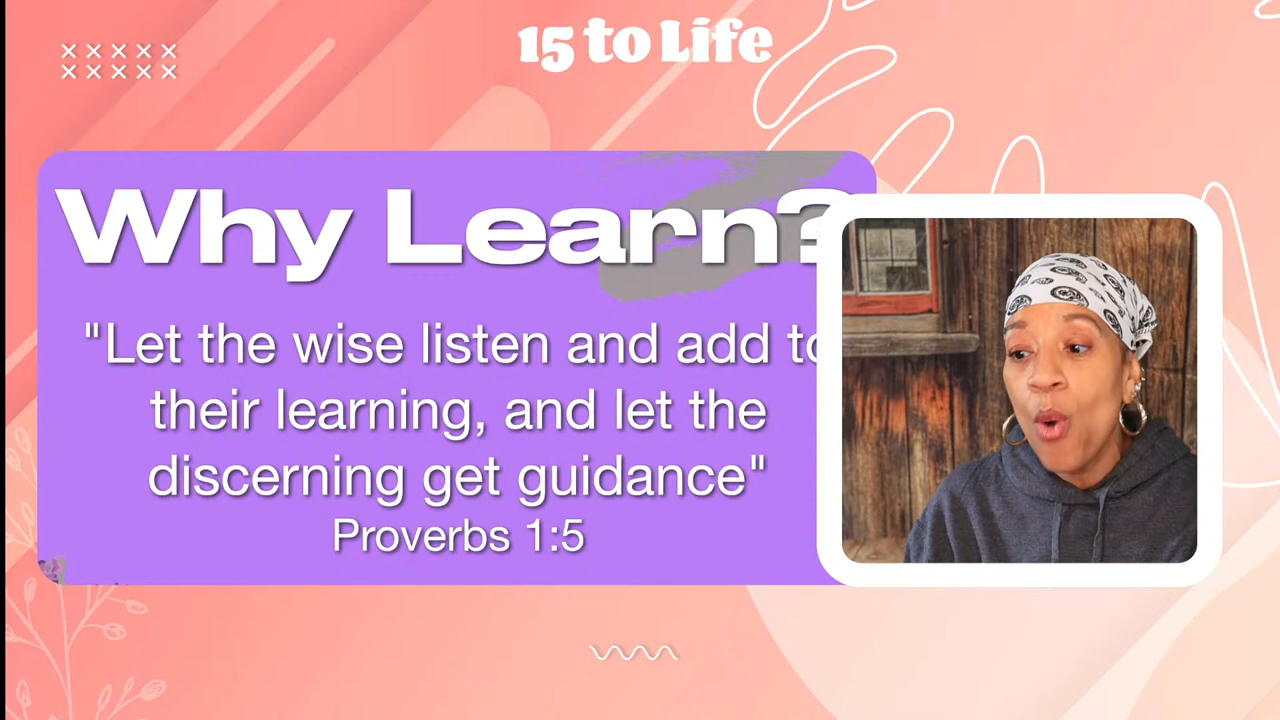 15 to Life
Why Learn?
"Let the wise listen and add to
their learning, and let the
discerning get guidance"
Proverbs 1:5